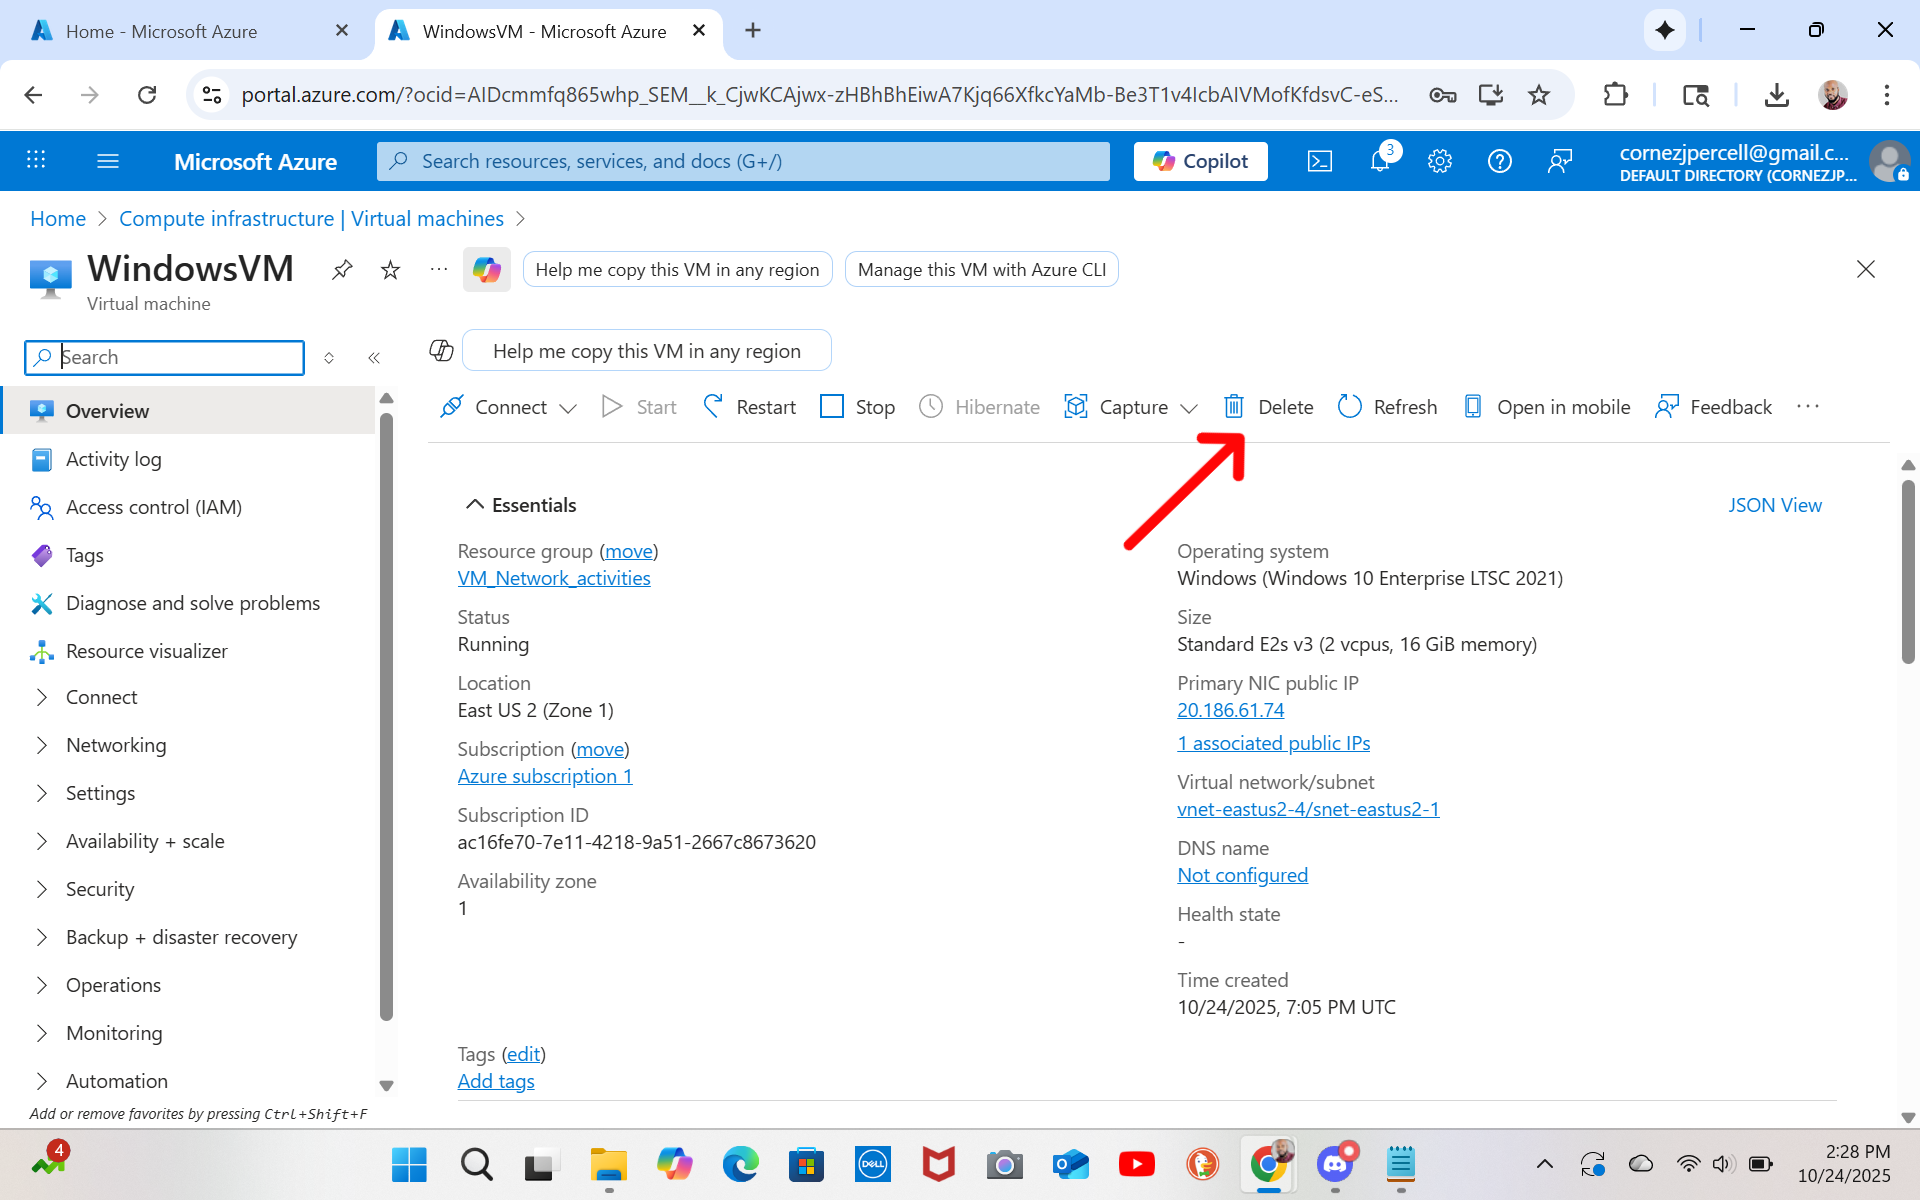 Home - Microsoft Azure
WindowsVM - Microsoft Azure
portal.azure.com/?ocid=AIDcmmfq865whp_SEM__k_CjwKCAjwx-zHBhBhEiwA7Kjq66XfkcYaMb-Be3T1v4IcbAIVMofKfdsvC-eS...
Microsoft Azure
Search resources, services, and docs (G+/)
Copilot
3
cornezjpercell@gmail.c...
DEFAULT DIRECTORY (CORNEZJP...
Home > Compute infrastructure | Virtual machines >
WindowsVM
Virtual machine
Help me copy this VM in any region
Manage this VM with Azure CLI
Search
Help me copy this VM in any region
Connect
Start
Restart
Stop
Hibernate
Capture
Delete
Refresh
Open in mobile
Feedback
Overview
Activity log
Access control (IAM)
Tags
Diagnose and solve problems
Resource visualizer
Connect
Networking
Settings
Availability + scale
Security
Backup + disaster recovery
Operations
Monitoring
Automation
Add or remove favorites by pressing Ctrl+Shift+F
Essentials
JSON View
Resource group (move)
VM_Network_activities
Status
Running
Location
East US 2 (Zone 1)
Subscription (move)
Azure subscription 1
Subscription ID
ac16fe70-7e11-4218-9a51-2667c8673620
Availability zone
1
Operating system
Windows (Windows 10 Enterprise LTSC 2021)
Size
Standard E2s v3 (2 vcpus, 16 GiB memory)
Primary NIC public IP
20.186.61.74
1 associated public IPs
Virtual network/subnet
vnet-eastus2-4/snet-eastus2-1
DNS name
Not configured
Health state
-
Time created
10/24/2025, 7:05 PM UTC
Tags (edit)
Add tags
4
DELL
2:28 PM
10/24/2025